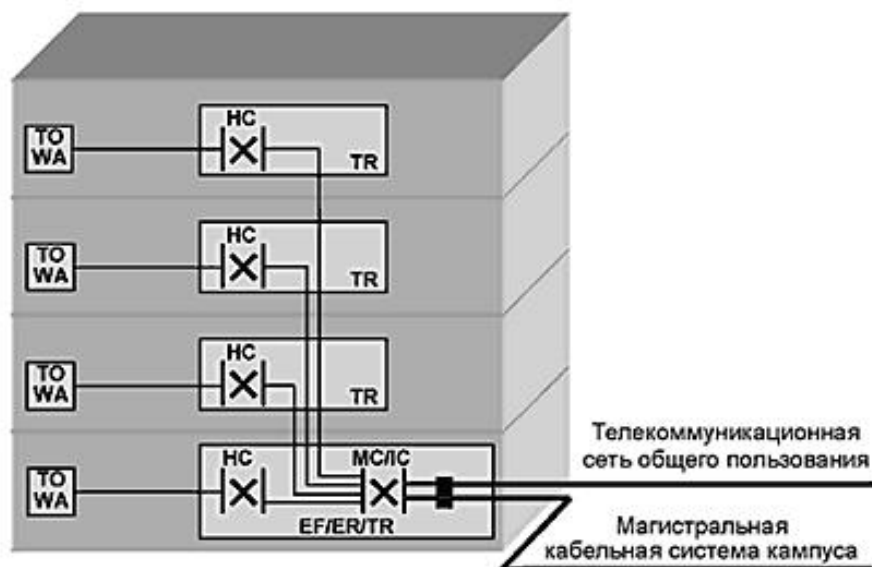 HC
TO
WA
TR
HC
TO
WA
TR
HC
TO
WA
TR
HC
MC/IC
TO
WA
EF/ER/TR
Телекоммуникационная
сеть общего пользования
Магистральная
кабельная система кампуса